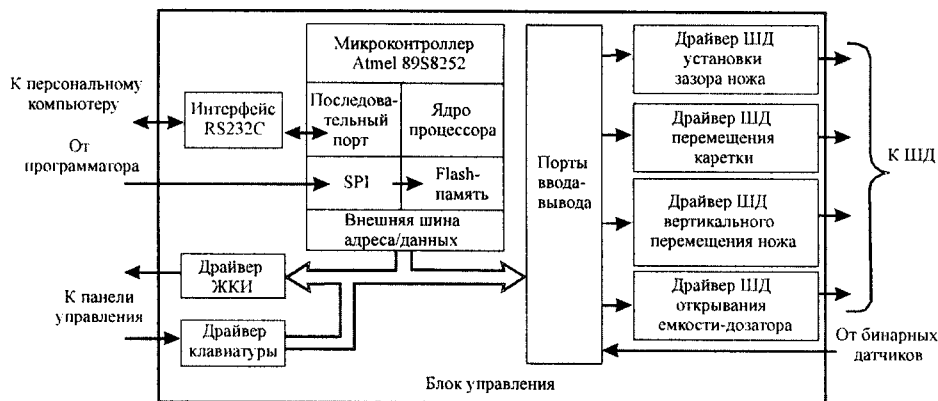 К персональному
компьютеру
От
программатора
К панели
управления
Интерфейс
RS232C
Драйвер
ЖКИ
Драйвер
клавиатуры
Микроконтроллер
Atmel 89S8252
Последова-
тельный
порт
Ядро
процессора
SPI
Flash-
память
Внешняя шина
адреса/данных
Порты
ввода-
вывода
Драйвер ШД
установки
зазора ножа
Драйвер ШД
перемещения
каретки
Драйвер ШД
вертикального
перемещения ножа
Драйвер ШД
открывания
емкости-дозатора
К ШД
От бинарных
датчиков
Блок управления